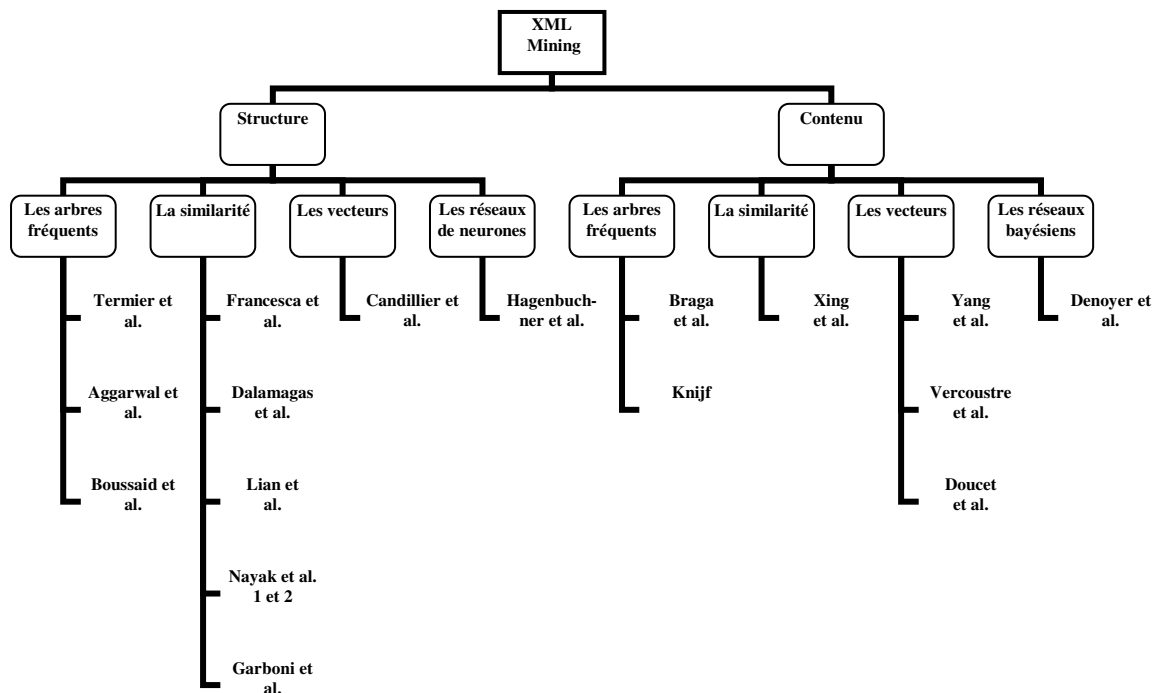 XML
Mining
Structure
Contenu
Les arbres
fréquents
La similarité
Les vecteurs
Les réseaux
de neurones
Les arbres
fréquents
La similarité
Les vecteurs
Les réseaux
bayésiens
Termier et
al.
Francesca et
al.
Candillier et
al.
Hagenbuch-
ner et al.
Braga
et al.
Xing
et al.
Yang
et al.
Denoyer et
al.
Aggarwal et
al.
Dalamagas
et al.
Knijf
Vercoustre
et al.
Boussaid et
al.
Lian et
al.
Doucet
et al.
Nayak et al.
1 et 2
Garboni et
al.